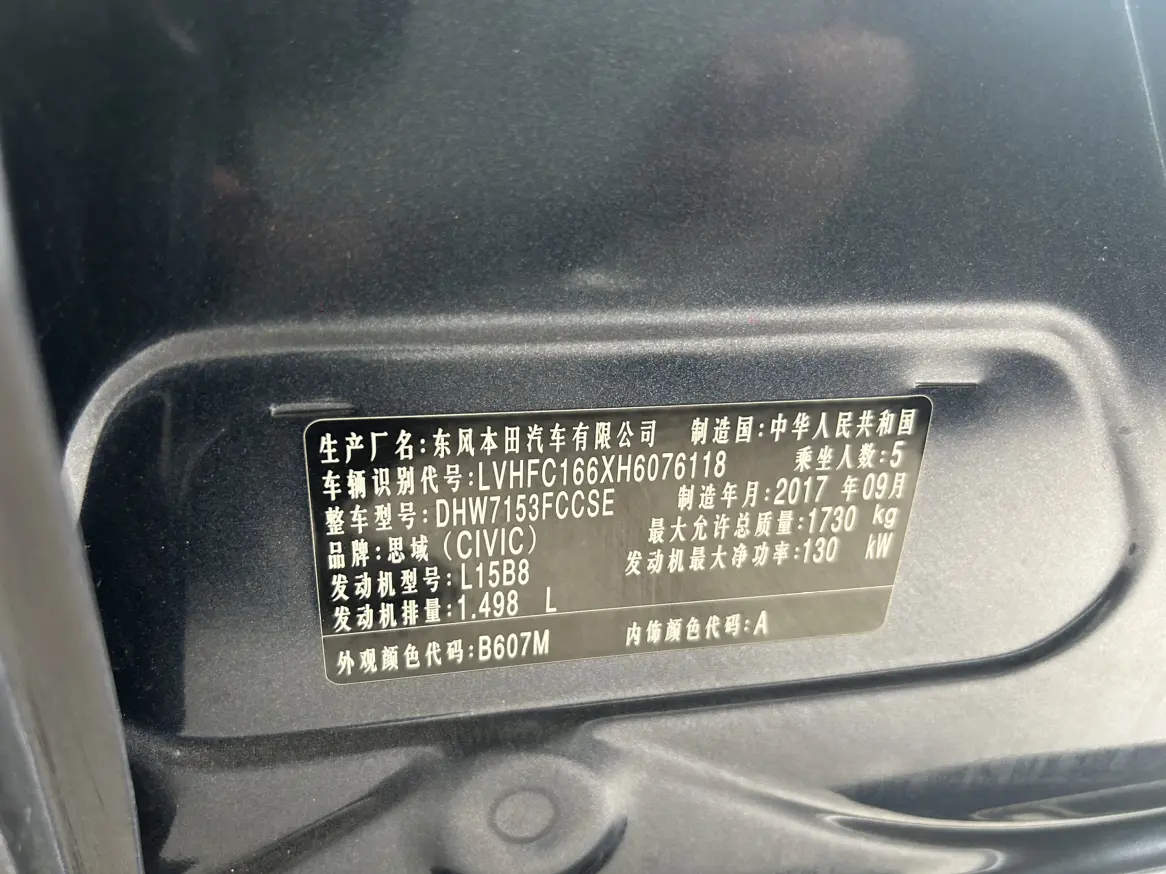 生产厂名:东风本田汽车有限公司 制造国:中华人民共和国
车辆识别代号:LVHFC166XH6076118 乘坐人数:5
整车型号:DHW7153FCCSE 制造年月:2017 年09月
品牌:思域（CIVIC） 最大允许总质量:1730 kg
发动机型号:L15B8 发动机最大净功率:130 kW
发动机排量:1.498 L
外观颜色代码:B607M 内饰颜色代码:A